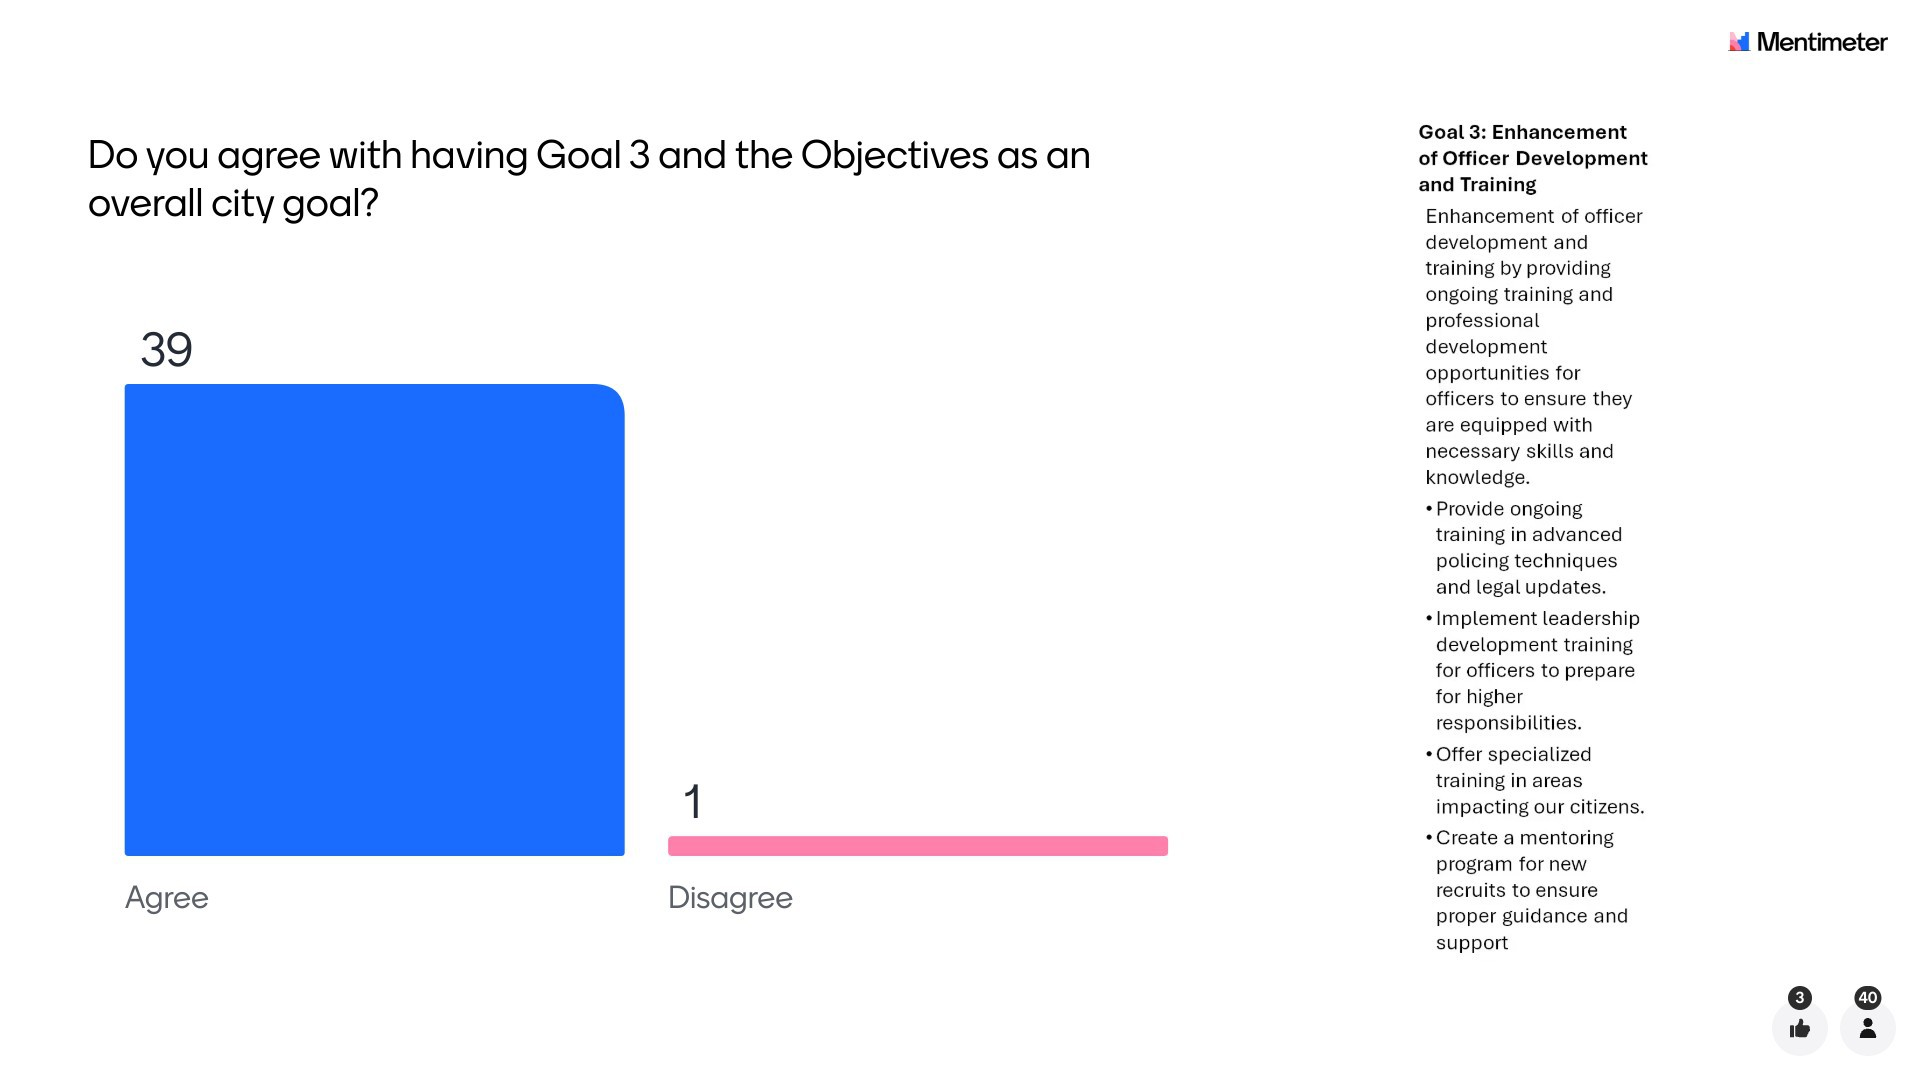 Mentimeter
Do you agree with having Goal 3 and the Objectives as an
overall city goal?
39
Agree
1
Disagree
Goal 3: Enhancement
of Officer Development
and Training
Enhancement of officer
development and
training by providing
ongoing training and
professional
development
opportunities for
officers to ensure they
are equipped with
necessary skills and
knowledge.
• Provide ongoing
training in advanced
policing techniques
and legal updates.
• Implement leadership
development training
for officers to prepare
for higher
responsibilities.
• Offer specialized
training in areas
impacting our citizens.
• Create a mentoring
program for new
recruits to ensure
proper guidance and
support
3
40